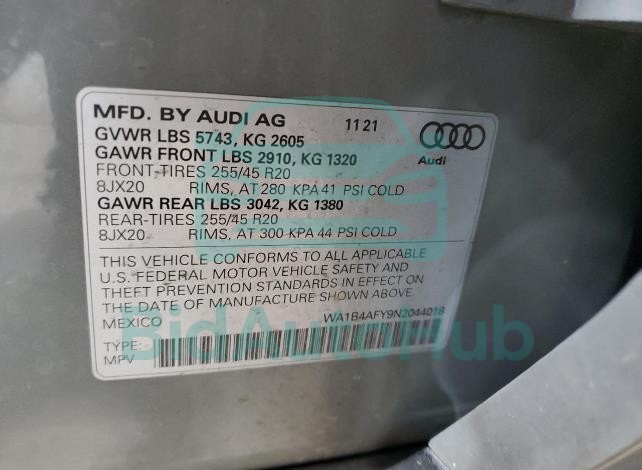 MFD. BY AUDI AG 11 21
GVWR LBS 5743, KG 2605
GAWR FRONT LBS 2910, KG 1320
FRONT-TIRES 255/45 R20
8JX20 RIMS, AT 280 KPA 41 PSI COLD
GAWR REAR LBS 3042, KG 1380
REAR-TIRES 255/45 R20
8JX20 RIMS, AT 300 KPA 44 PSI COLD
Audi
THIS VEHICLE CONFORMS TO ALL APPLICABLE
U.S. FEDERAL MOTOR VEHICLE SAFETY AND
THEFT PREVENTION STANDARDS IN EFFECT ON
THE DATE OF MANUFACTURE SHOWN ABOVE.
MEXICO WA1B4AFY9N2044018
TYPE:
MPV
BidAutoHub